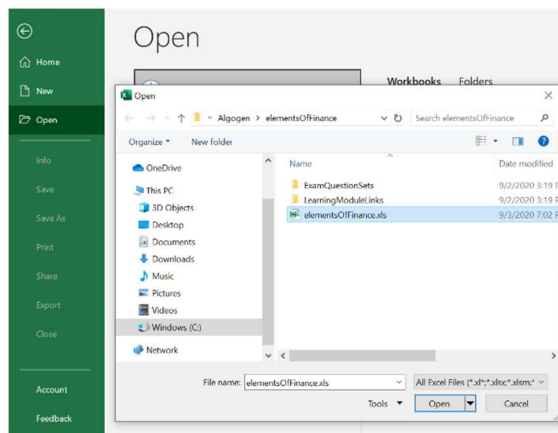 Open
Home
New
Open
Info
Save
Save As
Print
Share
Export
Close
Account
Feedback
Workbooks Folders
Open
Algogen > elementsOfFinance
Search elementsOfFinance
Organize New folder
OneDrive
This PC
3D Objects
Desktop
Documents
Downloads
Music
Pictures
Videos
Windows (C:)
Network
Name Date modified
ExamQuestionSets 9/2/2020 3:19 P
LearningModuleLinks 9/2/2020 3:19 P
elementsOfFinance.xls 9/3/2020 7:02 P
File name: elementsOfFinance.xls All Excel Files (*.xl*;*.xlsx;*.xlsm;*
Tools Open Cancel